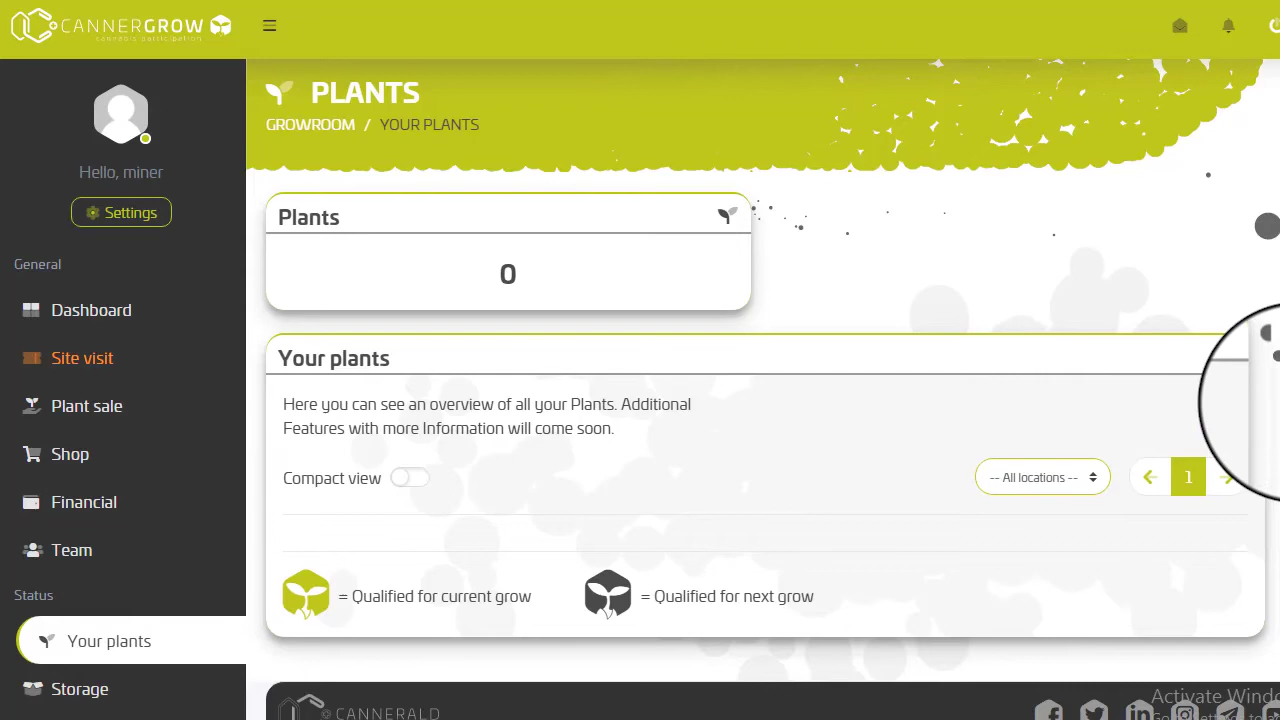 CANNERGROW
cannabis participation
PLANTS
GROWROOM / YOUR PLANTS
Hello, miner
Settings
General
Dashboard
Site visit
Plant sale
Shop
Financial
Team
Status
Your plants
Storage
Plants
0
Your plants
Here you can see an overview of all your Plants. Additional
Features with more Information will come soon.
Compact view
-- All locations --
1
= Qualified for current grow
= Qualified for next grow
CANNERALD
Activate Windo